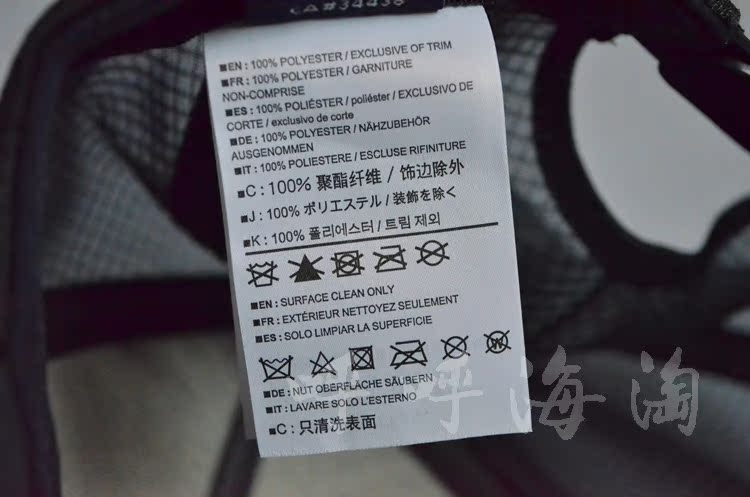 CA#34436
■EN: 100% POLYESTER / EXCLUSIVE OF TRIM
■FR: 100% POLYESTER / GARNITURE
NON-COMPRISE
■ES: 100% POLIÉSTER / poliéster / EXCLUSIVO DE
CORTE / exclusivo de corte
■DE: 100% POLYESTER / NÄHZUBEHÖR
AUSGENOMMEN
■IT: 100% POLIESTERE / ESCLUSE RIFINITURE
■C: 100% 聚酯纤维 / 饰边除外
■J: 100% ポリエステル / 装飾を除く
■K: 100% 폴리에스터 / 트림 제외
■EN: SURFACE CLEAN ONLY
■FR: EXTÉRIEUR NETTOYEZ SEULEMENT
■ES: SOLO LIMPIAR LA SUPERFICIE
W
■DE: NUT OBERFLÄCHE SÄUBERN
■IT: LAVARE SOLO L'ESTERNO
■C: 只清洗表面
呼海淘